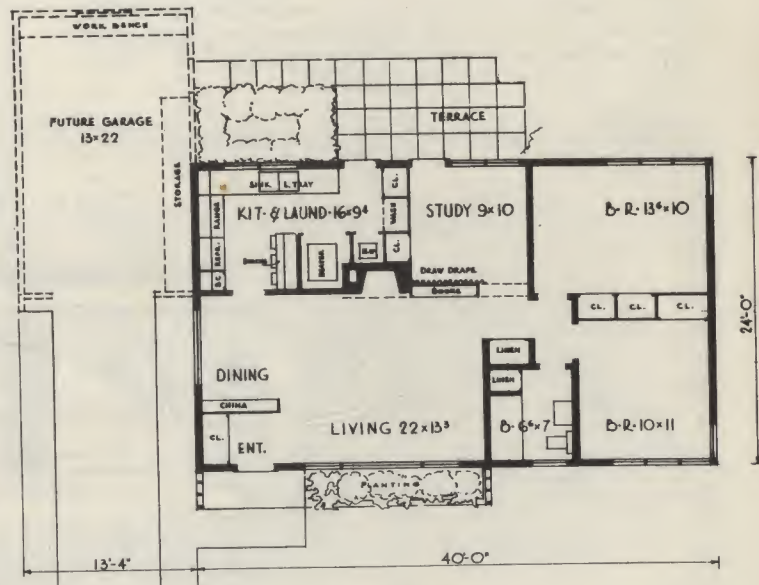 WORK BENCH
FUTURE GARAGE
13×22
STORAGE
TERRACE
SINK L. TRAY
CL.
KIT- & LAUND-16×9⁴
WASH
STUDY 9×10
B-R-13⁶×10
RANGE
REFR.
B.C.
HEATER
H.W.
CL.
DRAW DRAPE
BOOKS
CL. CL. CL.
24'-0"
LINEN
DINING
LINEN
CHINA
LIVING 22×13³
B-6⁶×7
B-R-10×11
CL.
ENT.
PLANTING
13'-4"
40'-0"